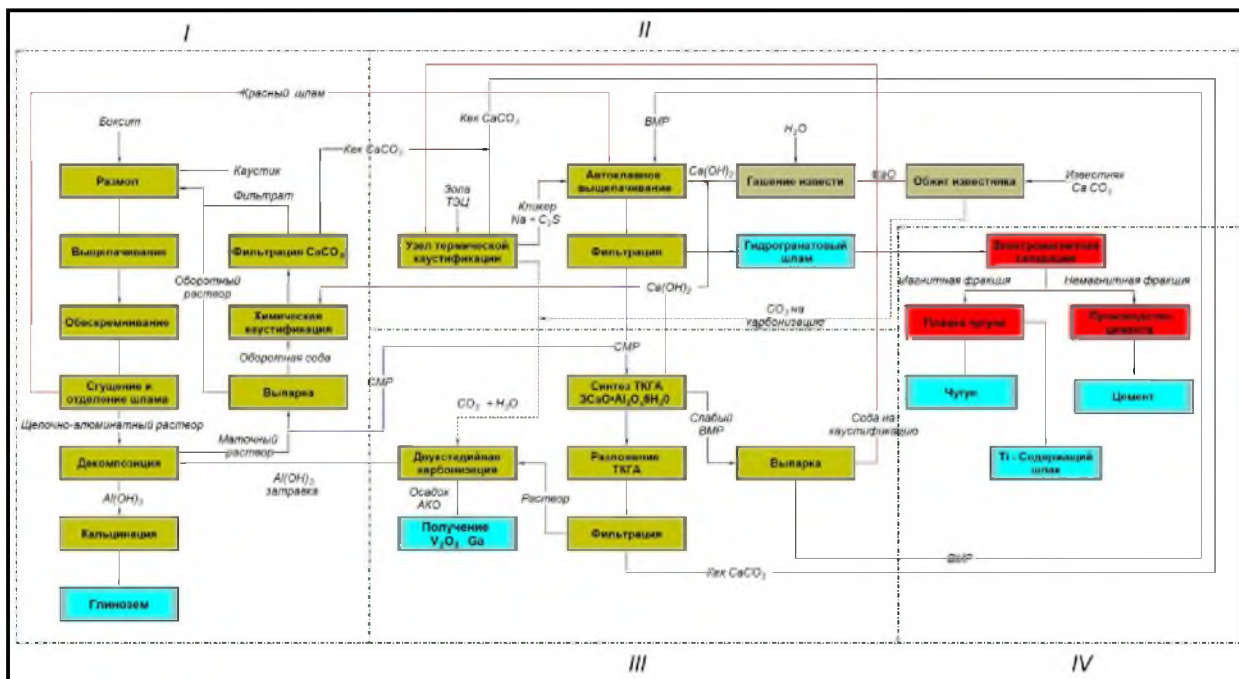 I
II
Красный шлам
Боксит
Кек CaCO3
Кек CaCO3
ВМР
H2O
Размол
Каустик
Фильтрат
Зола
ТЭЦ
Автоклавное
выщелачивание
Ca(OH)2
Гашение извести
CaO
Обжиг известняка
Известняк
Ca CO3
Клинкер
Na + C2S
Выщелачивание
Фильтрация CaCO3
Узел термической
каустификации
Фильтрация
Гидрогранатовый
шлам
Электромагнитная
сепарация
Оборотный
раствор
Ca(OH)2
Магнитная фракция
Немагнитная фракция
Обескремнивание
Химическая
каустификация
CO2 на
карбонизацию
Плавка чугуна
Производство
цемента
Оборотная сода
СМР
Сгущение и
отделение шлама
Выпарка
СМР
Синтез ТКГА
3CaO•Al2O3 6H2O
Чугун
Цемент
CO2 + H2O
Слабый
ВМР
Сода на
каустификацию
Щелочно-алюминатный раствор
Маточный
раствор
Декомпозиция
Двухстадийная
карбонизация
Разложение
ТКГА
Выпарка
Ti - Содержащий
шлак
Al(OH)3
затравка
Al(OH)3
Осадок
АКО
Раствор
Кальцинация
Получение
V2O5 Ga
Фильтрация
ВМР
Кек CaCO3
Глинозем
III
IV